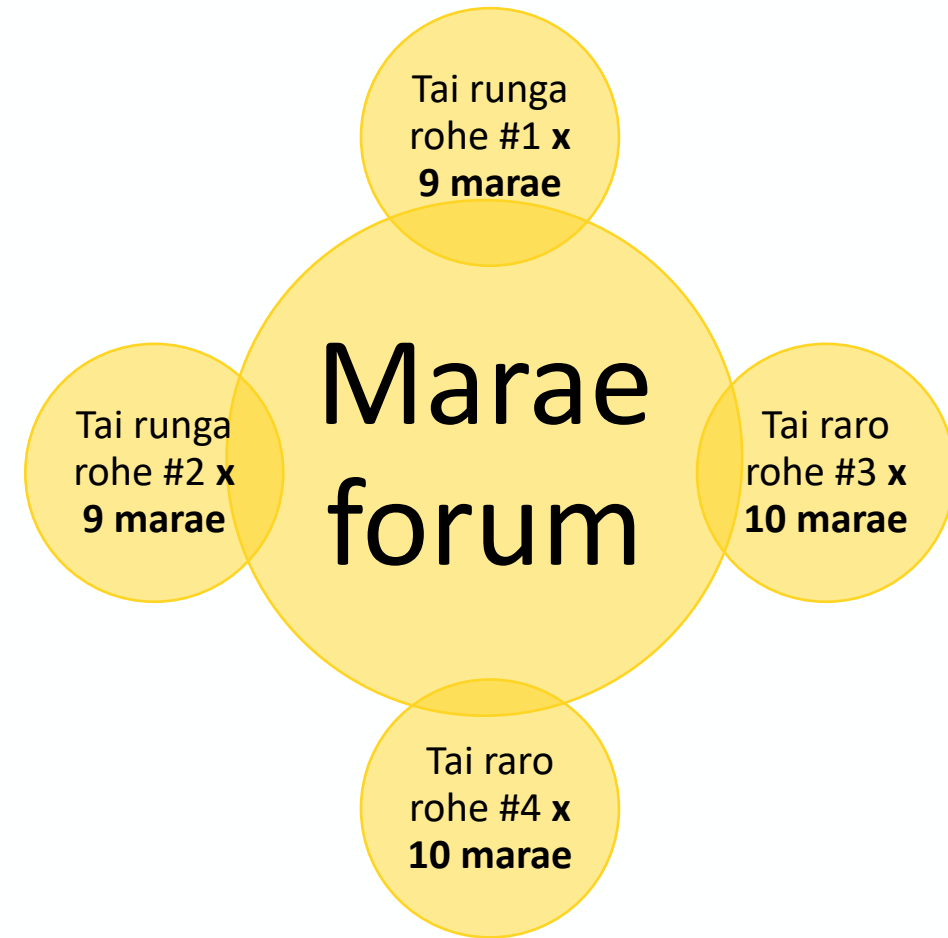 Tai runga
rohe #1 x
9 marae
Marae
forum
Tai runga
rohe #2 x
9 marae
Tai raro
rohe #3 x
10 marae
Tai raro
rohe #4 x
10 marae